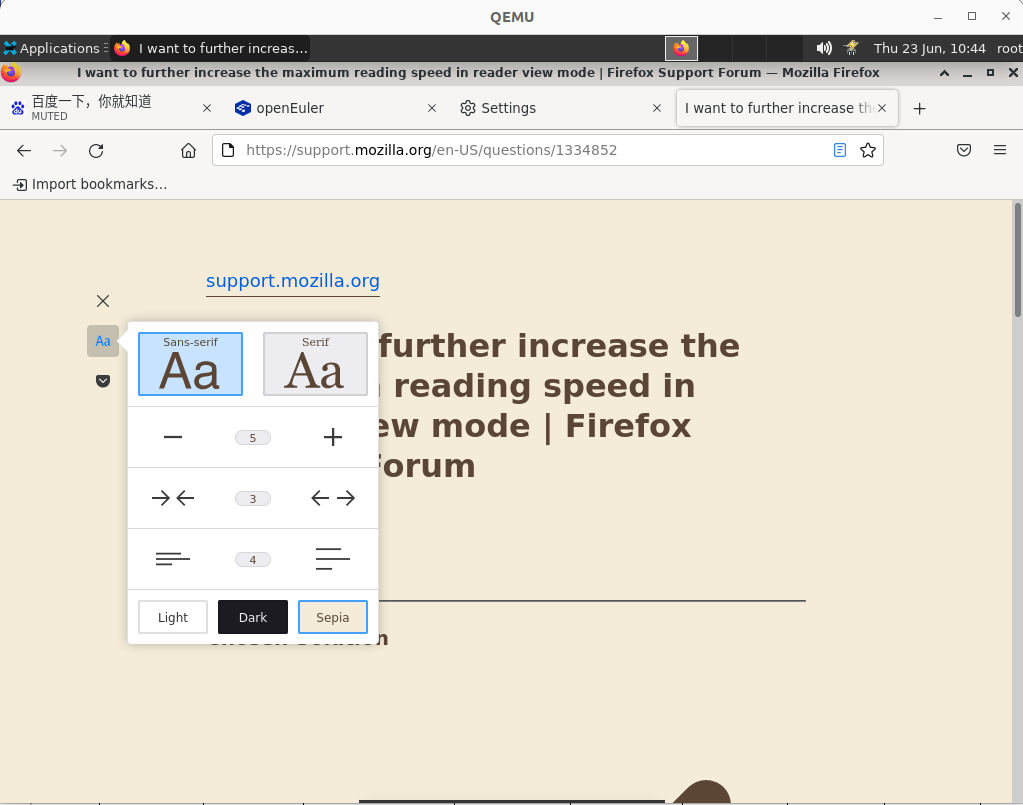 QEMU
Applications
I want to further increas...
Thu 23 Jun, 10:44
root
I want to further increase the maximum reading speed in reader view mode | Firefox Support Forum — Mozilla Firefox
百度一下，你就知道
MUTED
openEuler
Settings
I want to further increase th
https://support.mozilla.org/en-US/questions/1334852
Import bookmarks...
support.mozilla.org
Aa
Sans-serif
Aa
Serif
Aa
further increase the
reading speed in
ew mode | Firefox
Forum
5
3
4
Light
Dark
Sepia
Chosen Solution